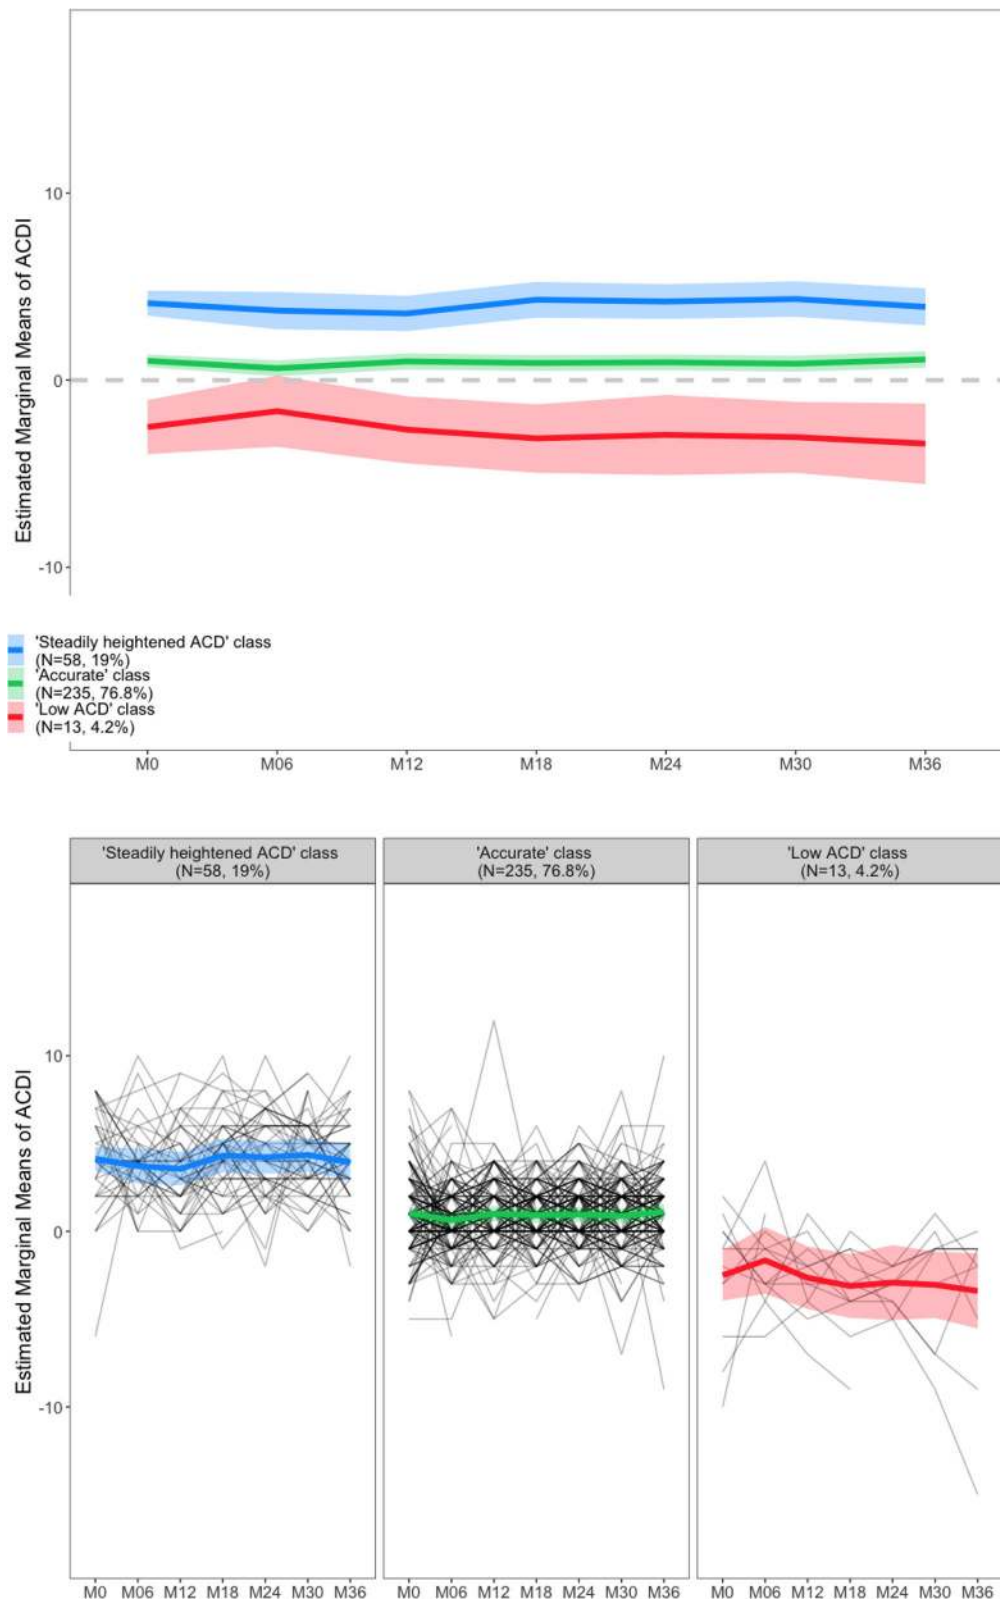 Estimated Marginal Means of ACDI
10
0
-10
'Steadily heightened ACD' class
(N=58, 19%)
'Accurate' class
(N=235, 76.8%)
'Low ACD' class
(N=13, 4.2%)
M0 M06 M12 M18 M24 M30 M36
'Steadily heightened ACD' class
(N=58, 19%)
'Accurate' class
(N=235, 76.8%)
'Low ACD' class
(N=13, 4.2%)
Estimated Marginal Means of ACDI
10
0
-10
M0 M06 M12 M18 M24 M30 M36
M0 M06 M12 M18 M24 M30 M36
M0 M06 M12 M18 M24 M30 M36